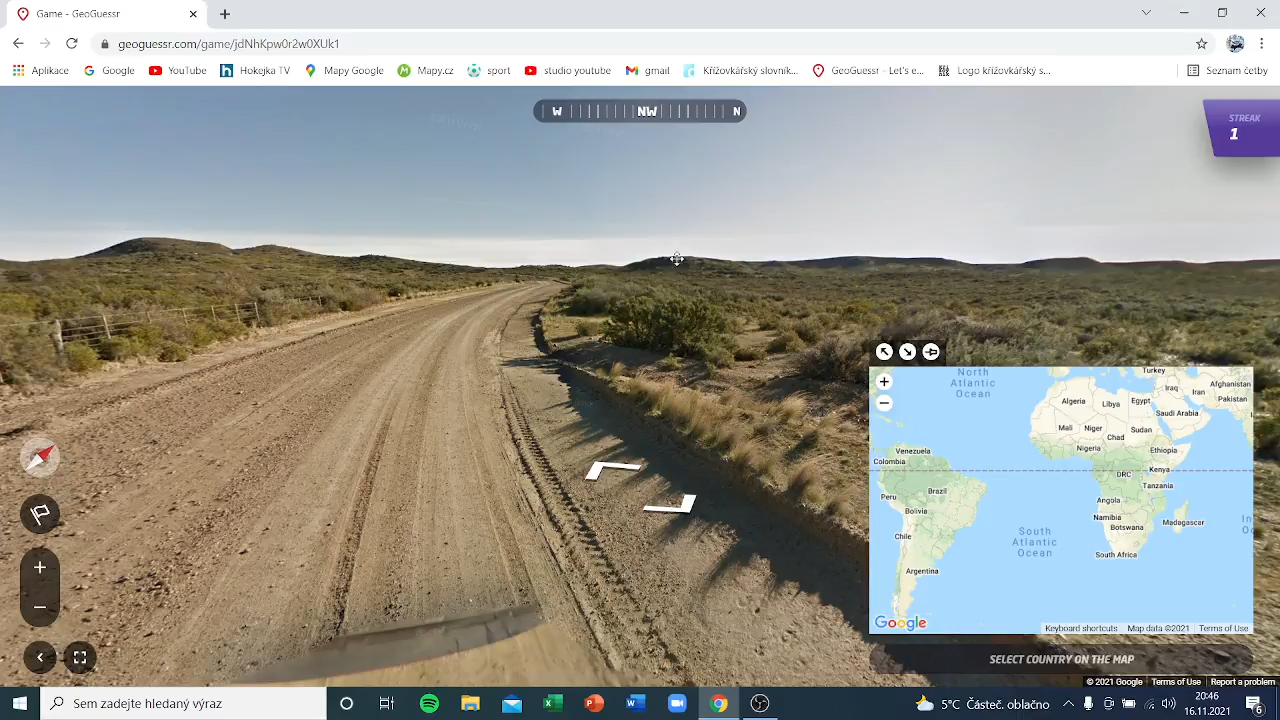 Game - GeoGuessr
geoguessr.com/game/jdNhKpw0r2w0XUk1
Aplikace
Google
YouTube
Hokejka TV
Mapy Google
Mapy.cz
sport
studio youtube
gmail
Křížovkářský slovník...
GeoGuessr - Let's e...
Logo křížovkářský s...
Seznam četby
W
NW
N
STREAK
1
North
Atlantic
Ocean
Turkey
Iraq
Iran
Afghanistan
Pakistan
Algeria
Libya
Egypt
Saudi Arabia
Mali
Niger
Chad
Sudan
Nigeria
Ethiopia
Venezuela
Colombia
DRC
Kenya
Tanzania
Peru
Brazil
Angola
Bolivia
Namibia
Botswana
Madagascar
South
Atlantic
Ocean
In
Oc
Chile
South Africa
Argentina
Google
Keyboard shortcuts
Map data ©2021
Terms of Use
SELECT COUNTRY ON THE MAP
© 2021 Google
Terms of Use
Report a problem
Sem zadejte hledaný výraz
5°C Částeč. oblačno
20:46
16.11.2021
6